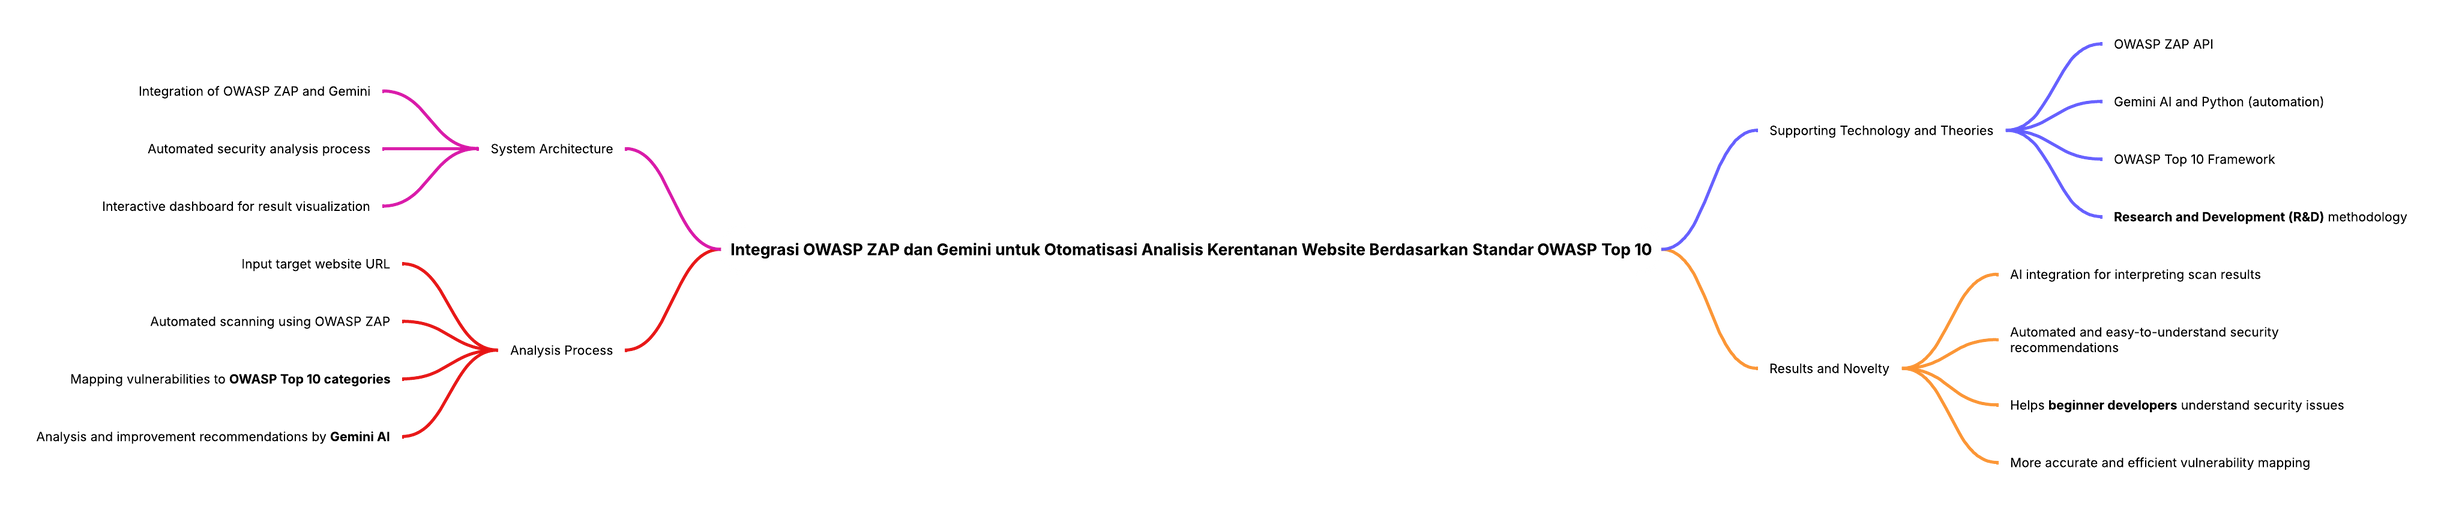 Integrasi OWASP ZAP dan Gemini untuk Otomatisasi Analisis Kerentanan Website Berdasarkan Standar OWASP Top 10
System Architecture
Integration of OWASP ZAP and Gemini
Automated security analysis process
Interactive dashboard for result visualization
Analysis Process
Input target website URL
Automated scanning using OWASP ZAP
Mapping vulnerabilities to OWASP Top 10 categories
Analysis and improvement recommendations by Gemini AI
Supporting Technology and Theories
OWASP ZAP API
Gemini AI and Python (automation)
OWASP Top 10 Framework
Research and Development (R&D) methodology
Results and Novelty
AI integration for interpreting scan results
Automated and easy-to-understand security
recommendations
Helps beginner developers understand security issues
More accurate and efficient vulnerability mapping